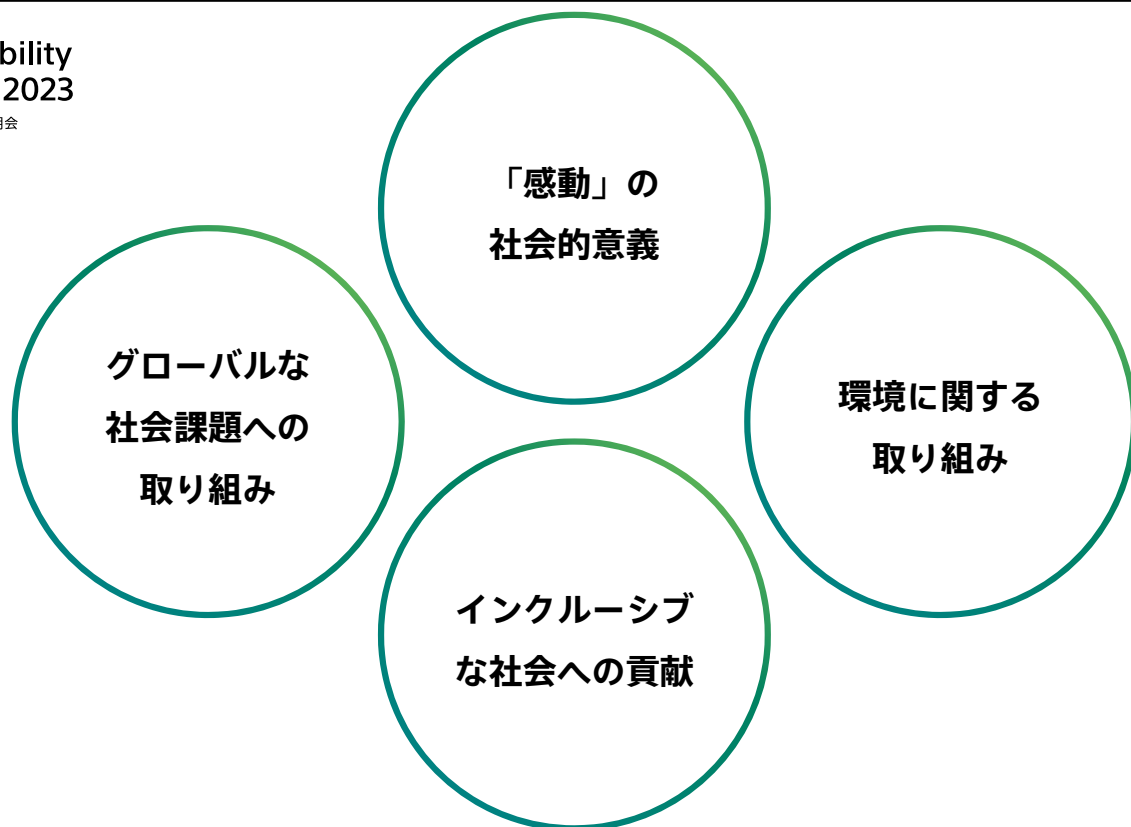 bility
2023
会
「感動」の
社会的意義
グローバルな
社会課題への
取り組み
環境に関する
取り組み
インクルーシブ
な社会への貢献